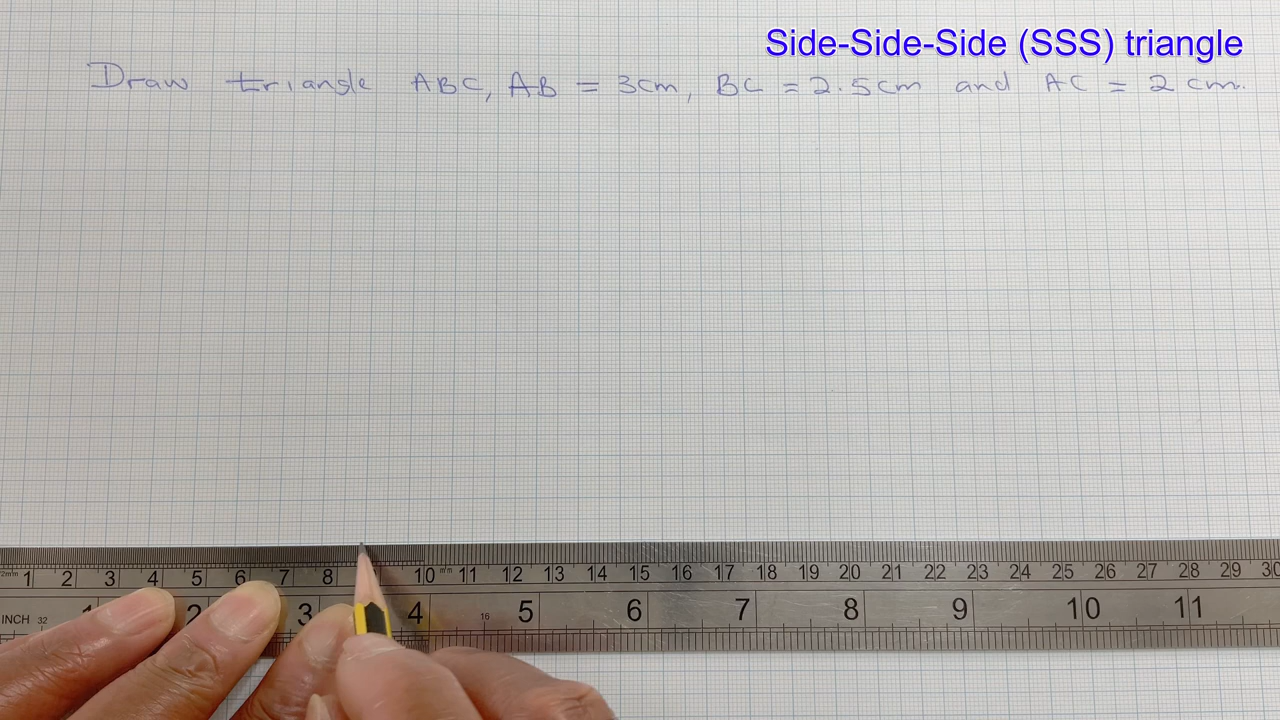 Side-Side-Side (SSS) triangle
Draw triangle ABC, AB = 3cm, BC = 2.5cm and AC = 2 cm.
1 2 3 4 5 6 7 8 10 m/m 11 12 13 14 15 16 17 18 19 20 21 22 23 24 25 26 27 28 29 30
INCH 32 1 2 3 4 16 5 6 7 8 9 10 11